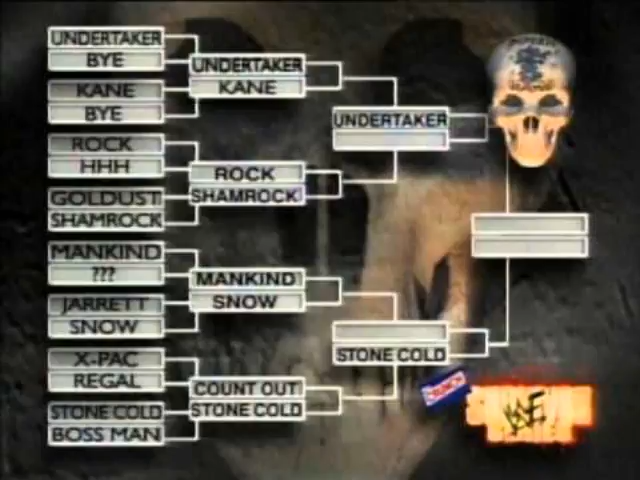 UNDERTAKER
BYE
KANE
BYE
ROCK
HHH
GOLDUST
SHAMROCK
MANKIND
???
JARRETT
SNOW
X-PAC
REGAL
STONE COLD
BOSS MAN
UNDERTAKER
KANE
ROCK
SHAMROCK
MANKIND
SNOW
COUNT OUT
STONE COLD
UNDERTAKER
STONE COLD
CRUNCH